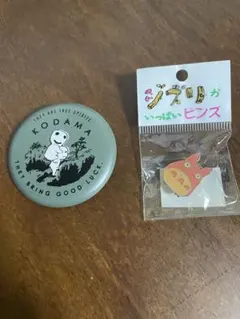 THEY ARE TREE SPIRITS.
KODAMA
THEY BRING GOOD LUCK.
ジブリが
いっぱい ピンズ